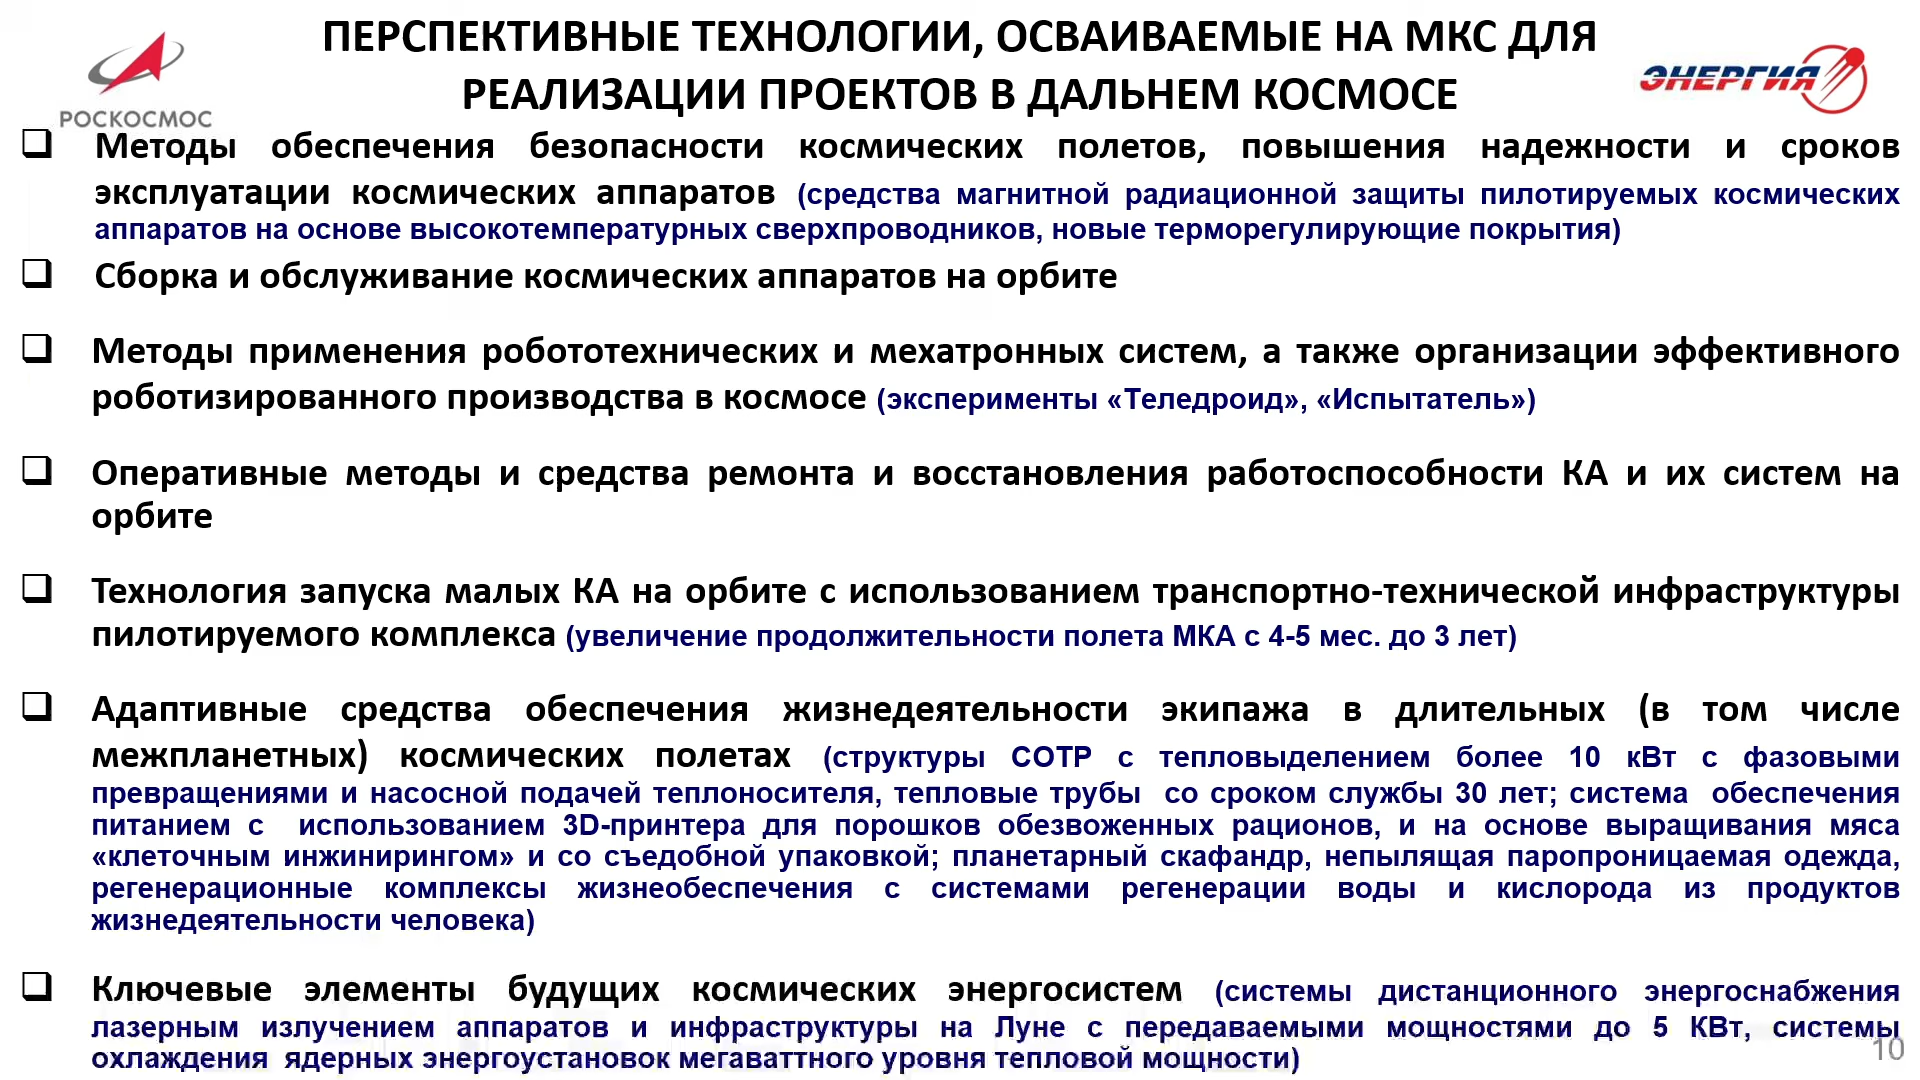 ПЕРСПЕКТИВНЫЕ ТЕХНОЛОГИИ, ОСВАИВАЕМЫЕ НА МКС ДЛЯ
РЕАЛИЗАЦИИ ПРОЕКТОВ В ДАЛЬНЕМ КОСМОСЕ
РОСКОСМОС
ЭНЕРГИЯ
Методы обеспечения безопасности космических полетов, повышения надежности и сроков
эксплуатации космических аппаратов (средства магнитной радиационной защиты пилотируемых космических
аппаратов на основе высокотемпературных сверхпроводников, новые терморегулирующие покрытия)
Сборка и обслуживание космических аппаратов на орбите
Методы применения робототехнических и мехатронных систем, а также организации эффективного
роботизированного производства в космосе (эксперименты «Теледроид», «Испытатель»)
Оперативные методы и средства ремонта и восстановления работоспособности КА и их систем на
орбите
Технология запуска малых КА на орбите с использованием транспортно-технической инфраструктуры
пилотируемого комплекса (увеличение продолжительности полета МКА с 4-5 мес. до 3 лет)
Адаптивные средства обеспечения жизнедеятельности экипажа в длительных (в том числе
межпланетных) космических полетах (структуры СОТР с тепловыделением более 10 кВт с фазовыми
превращениями и насосной подачей теплоносителя, тепловые трубы со сроком службы 30 лет; система обеспечения
питанием с использованием 3D-принтера для порошков обезвоженных рационов, и на основе выращивания мяса
«клеточным инжинирингом» и со съедобной упаковкой; планетарный скафандр, непылящая паропроницаемая одежда,
регенерационные комплексы жизнеобеспечения с системами регенерации воды и кислорода из продуктов
жизнедеятельности человека)
Ключевые элементы будущих космических энергосистем (системы дистанционного энергоснабжения
лазерным излучением аппаратов и инфраструктуры на Луне с передаваемыми мощностями до 5 КВт, системы
охлаждения ядерных энергоустановок мегаваттного уровня тепловой мощности)
10